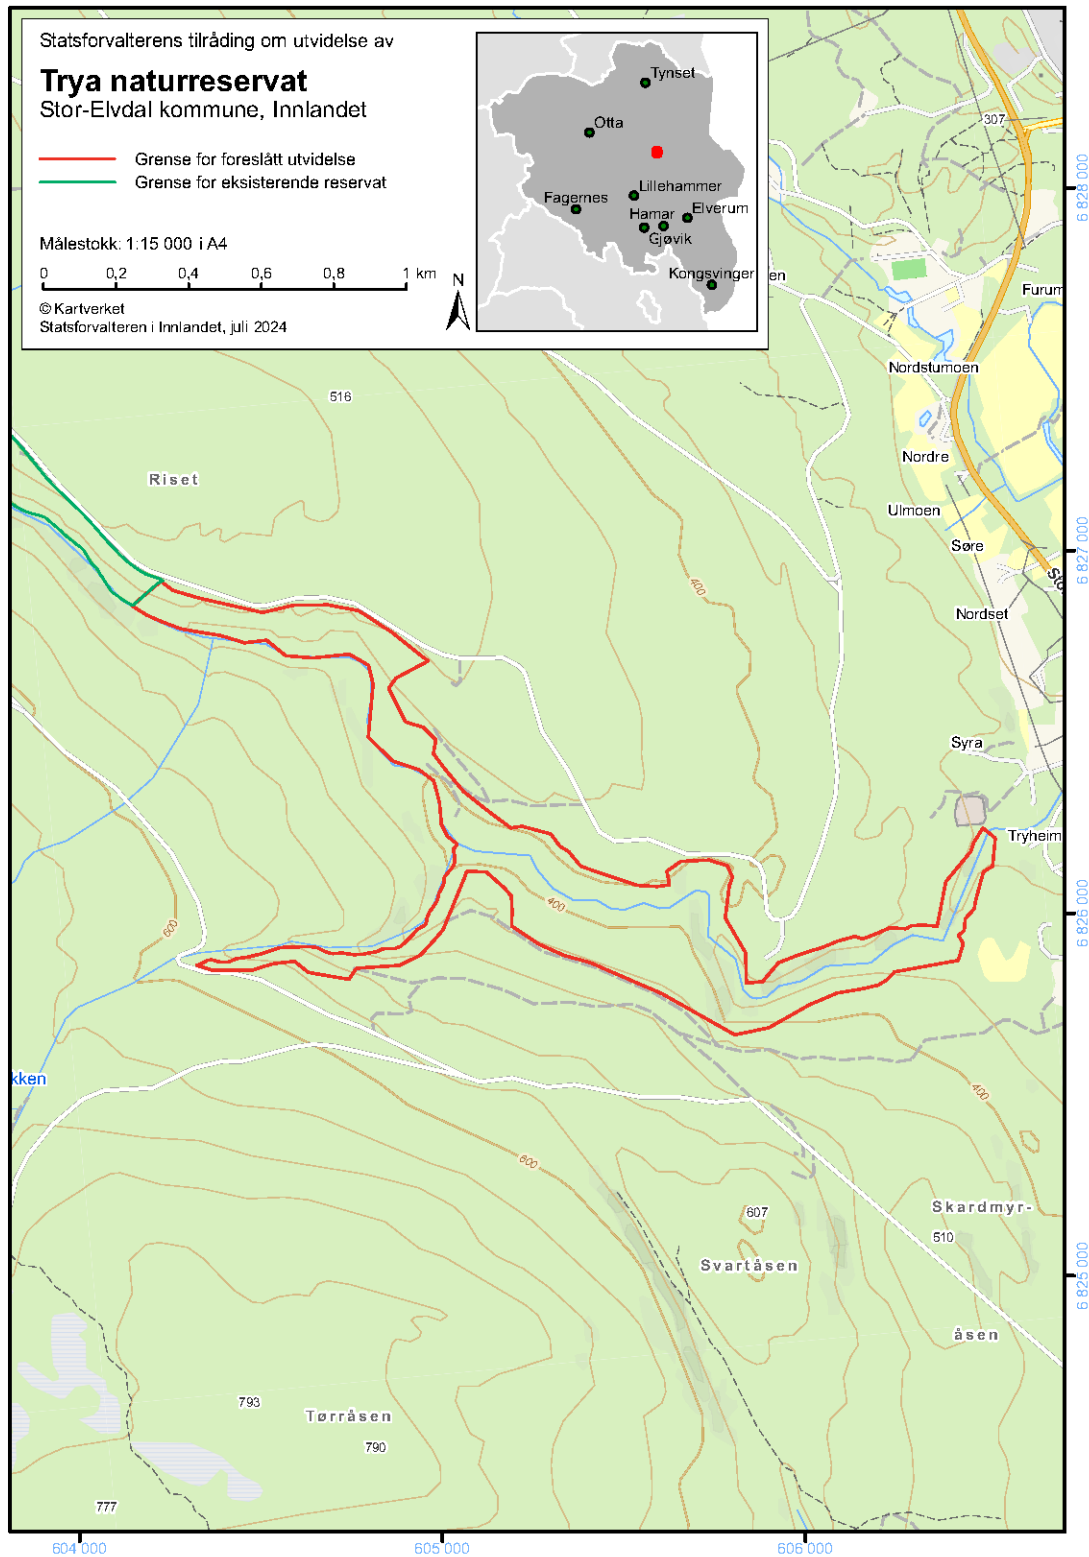 Statsforvalterens tilråding om utvidelse av
Trya naturreservat
Stor-Elvdal kommune, Innlandet
Grense for foreslått utvidelse
Grense for eksisterende reservat
Målestokk: 1:15 000 i A4
0 0,2 0,4 0,6 0,8 1 km
N
© Kartverket
Statsforvalteren i Innlandet, juli 2024
Tynset
Otta
Lillehammer
Fagernes
Elverum
Hamar
Gjøvik
Kongsvinger
307
6 828 000
en
Furum
Nordstumoen
516
Nordre
Riset
Ulmoen
Søre
6 827 000
Sto
400
Nordset
Syra
Tryheim
400
600
6 826 000
kken
400
600
607
Skardmyr-
510
Svartåsen
6 825 000
åsen
793
Tørråsen
790
777
604 000
605 000
606 000